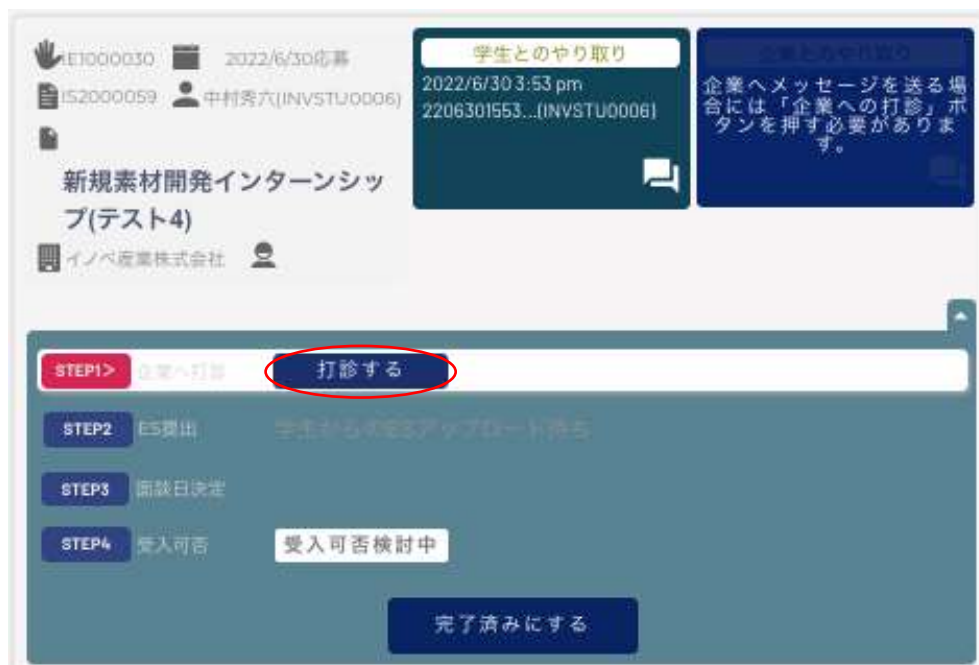 IE1000030 2022/6/30応募
IS2000059 中村秀六(INVSTU0006)
新規素材開発インターンシッ
プ(テスト4)
イノベ産業株式会社
学生とのやり取り
2022/6/30 3:53 pm
2206301553...(INVSTU0006)
企業とのやり取り
企業へメッセージを送る場
合には「企業への打診」ボ
タンを押す必要がありま
す。
STEP1> 企業へ打診 打診する
STEP2 ES提出 学生からのESアップロード待ち
STEP3 面談日決定
STEP4 受入可否 受入可否検討中
完了済みにする